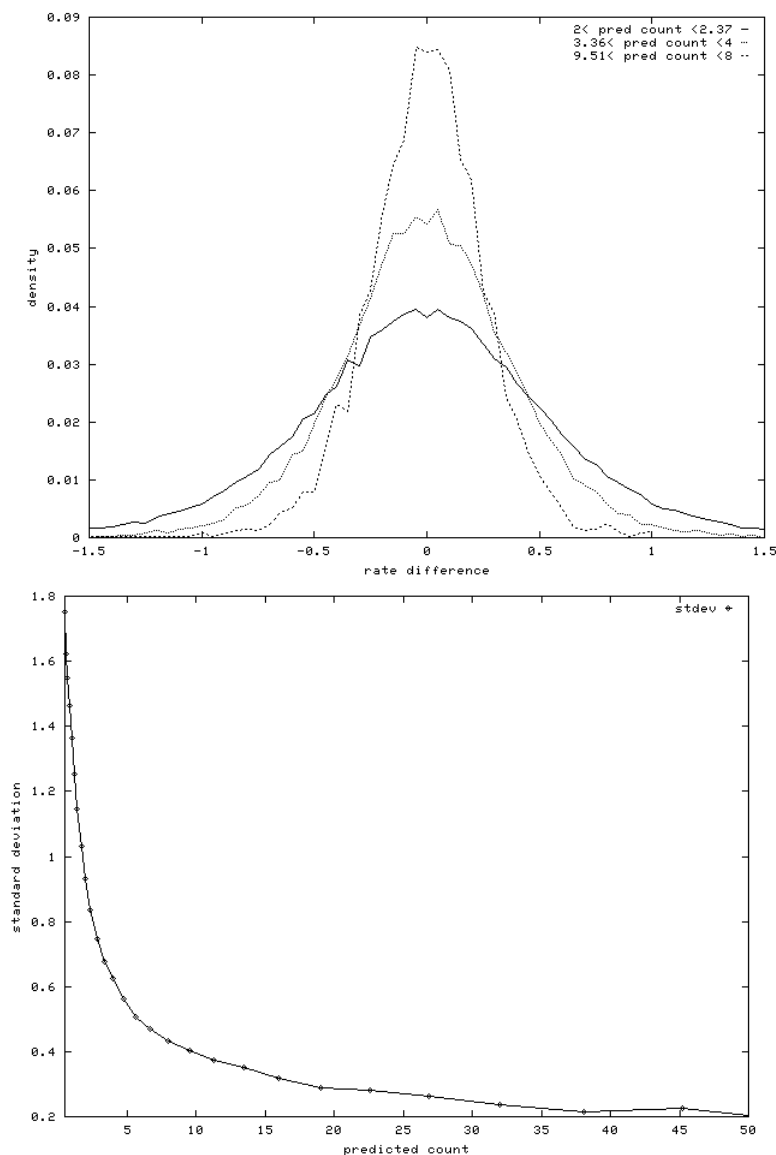 0.09
2< pred count <2.37
3.36< pred count <4
9.51< pred count <8
0.08
0.07
0.06
0.05
density
0.04
0.03
0.02
0.01
0
-1.5 -1 -0.5 0 0.5 1 1.5
rate difference
1.8
stdev
1.6
1.4
1.2
1
standard deviation
0.8
0.6
0.4
0.2
5 10 15 20 25 30 35 40 45 50
predicted count